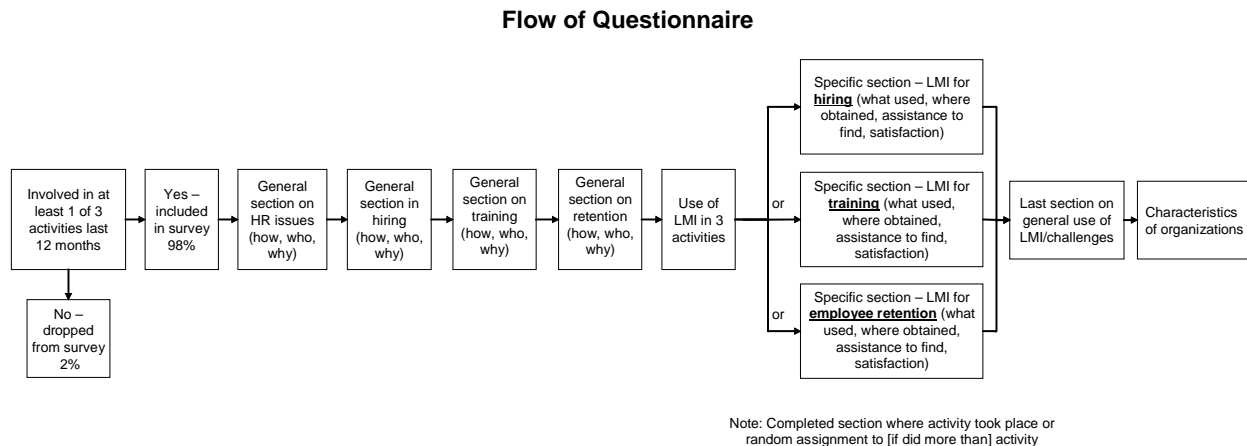 Flow of Questionnaire
Involved in at
least 1 of 3
activities last
12 months
No –
dropped
from survey
2%
Yes –
included
in survey
98%
General
section on
HR issues
(how, who,
why)
General
section in
hiring
(how, who,
why)
General
section on
training
(how, who,
why)
General
section on
retention
(how, who,
why)
Use of
LMI in 3
activities
or
or
Specific section – LMI for
hiring (what used, where
obtained, assistance to
find, satisfaction)
Specific section – LMI for
training (what used,
where obtained,
assistance to find,
satisfaction)
Specific section – LMI for
employee retention (what
used, where obtained,
assistance to find,
satisfaction)
Last section on
general use of
LMI/challenges
Characteristics
of organizations
Note: Completed section where activity took place or
random assignment to [if did more than] activity